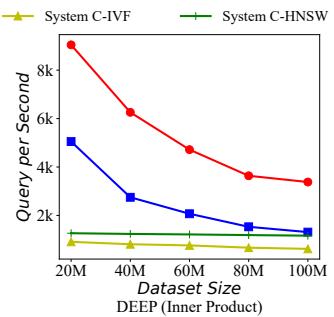 System C-IVF
System C-HNSW
8k
6k
4k
2k
Query per Second
20M 40M 60M 80M 100M
Dataset Size
DEEP (Inner Product)